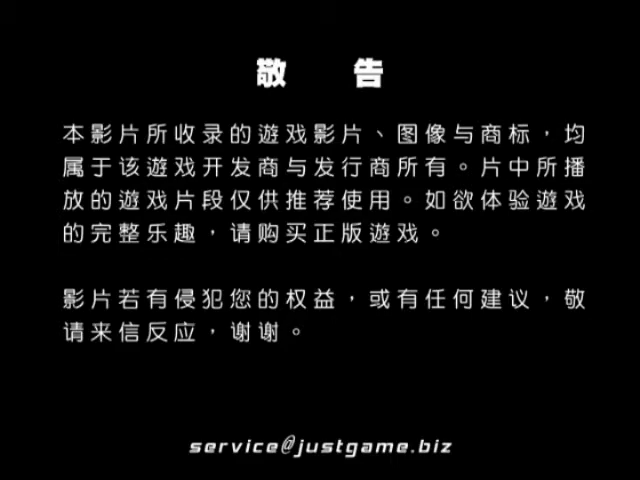 敬 告
本影片所收录的遊戏影片、图像与商标，均
属于该遊戏开发商与发行商所有。片中所播
放的遊戏片段仅供推荐使用。如欲体验遊戏
的完整乐趣，请购买正版遊戏。
影片若有侵犯您的权益，或有任何建议，敬
请来信反应，谢谢。
service@justgame.biz